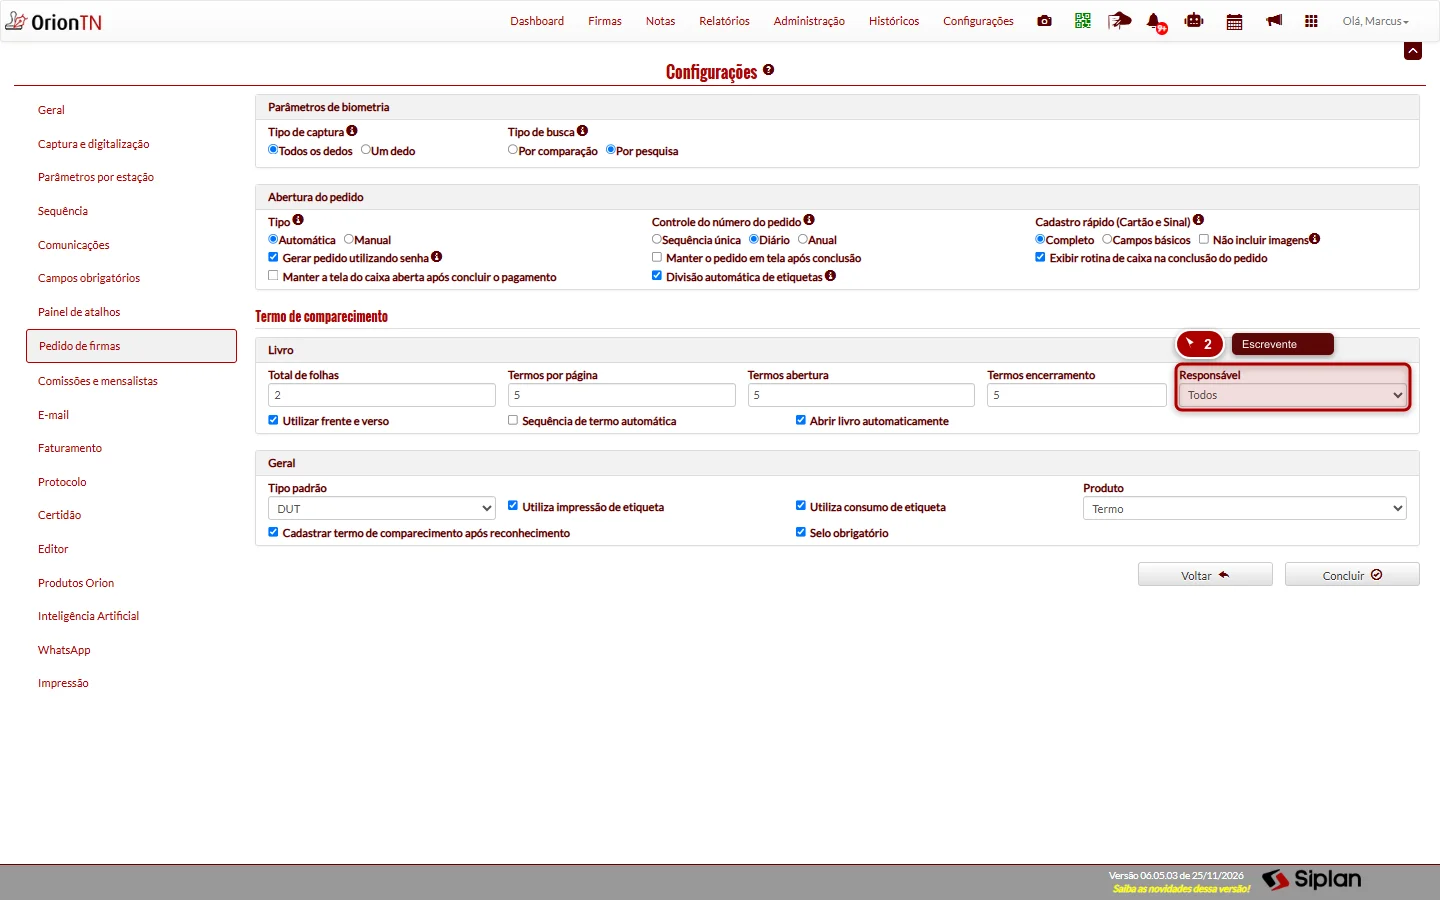 OrionTN
Dashboard Firmas Notas Relatórios Administração Históricos Configurações 9+ Olá, Marcus
Configurações
Geral
Captura e digitalização
Parâmetros por estação
Sequência
Comunicações
Campos obrigatórios
Painel de atalhos
Pedido de firmas
Comissões e mensalistas
E-mail
Faturamento
Protocolo
Certidão
Editor
Produtos Orion
Inteligência Artificial
WhatsApp
Impressão
Parâmetros de biometria
Tipo de captura Tipo de busca
Todos os dedos Um dedo Por comparação Por pesquisa
Abertura do pedido
Tipo Controle do número do pedido Cadastro rápido (Cartão e Sinal)
Automática Manual Sequência única Diário Anual Completo Campos básicos Não incluir imagens
Gerar pedido utilizando senha Manter o pedido em tela após conclusão Exibir rotina de caixa na conclusão do pedido
Manter a tela do caixa aberta após concluir o pagamento Divisão automática de etiquetas
Termo de comparecimento
2 Escrevente
Livro
Total de folhas Termos por página Termos abertura Termos encerramento Responsável
2 5 5 5 Todos
Utilizar frente e verso Sequência de termo automática Abrir livro automaticamente
Geral
Tipo padrão Produto
DUT Utiliza impressão de etiqueta Utiliza consumo de etiqueta Termo
Cadastrar termo de comparecimento após reconhecimento Selo obrigatório
Voltar Concluir
Versão 06.05.03 de 25/11/2026
Saiba as novidades dessa versão!
Siplan